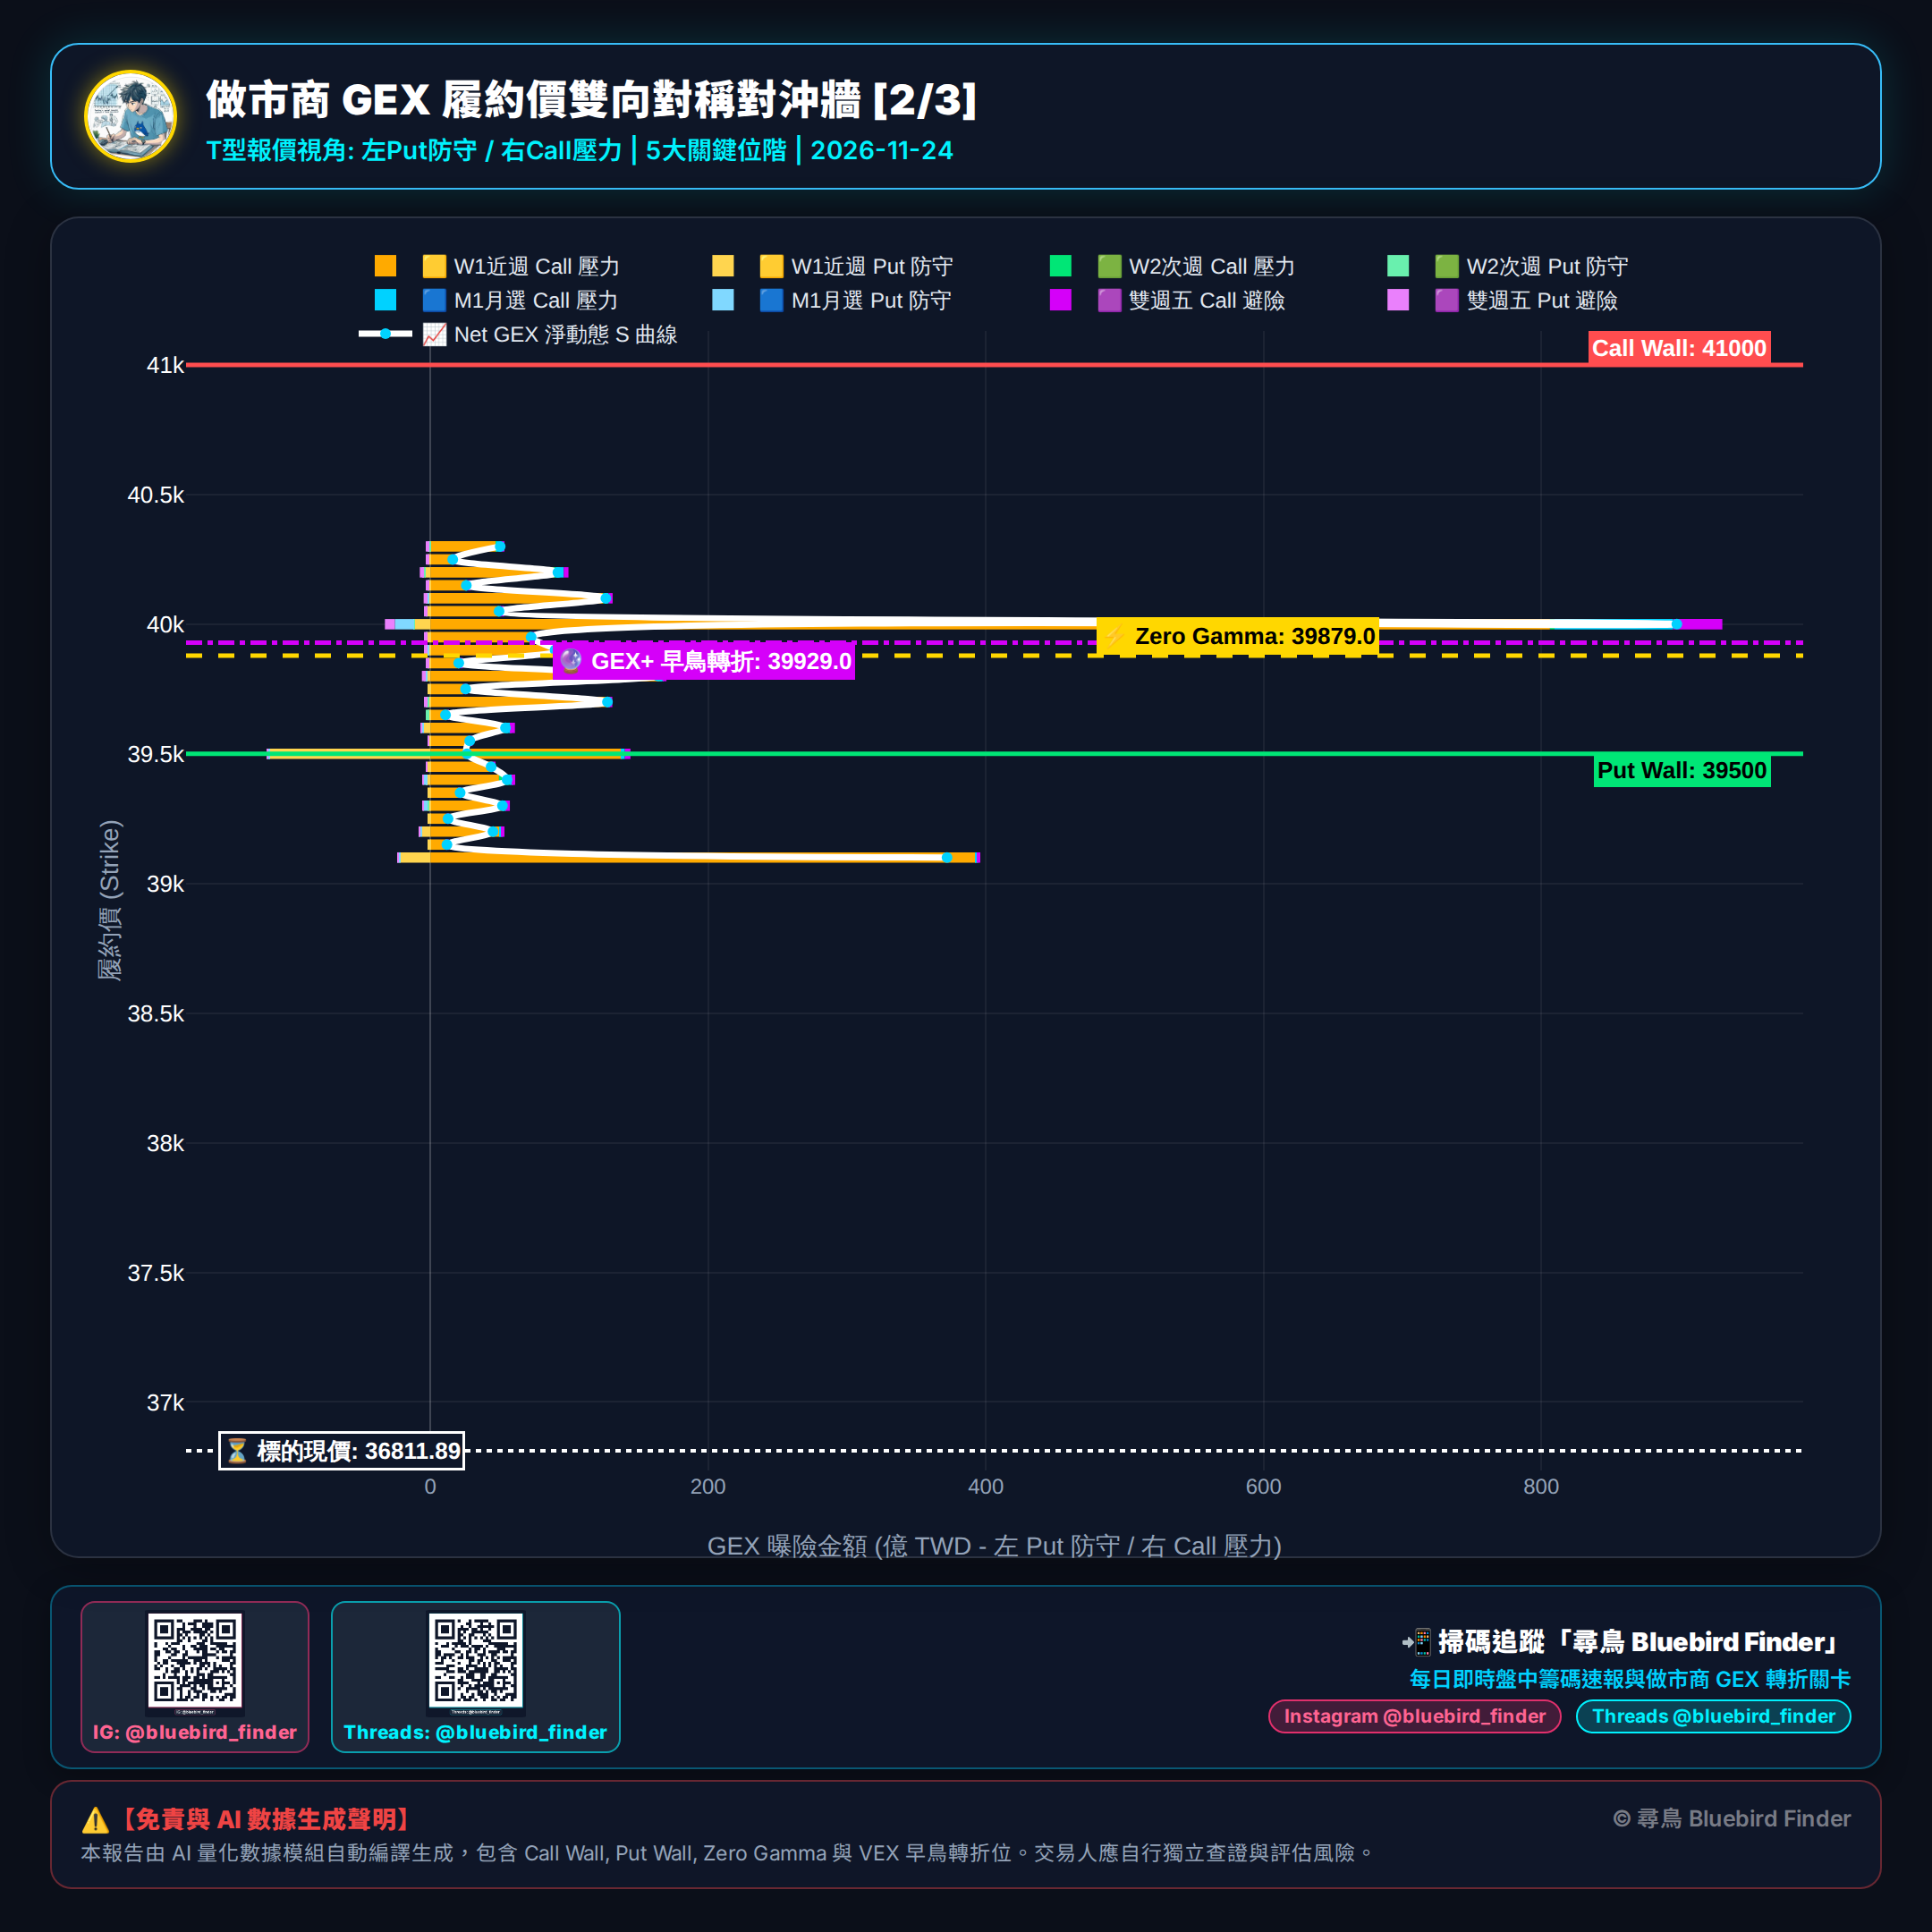 做市商 GEX 履約價雙向對稱對沖牆 [2/3]
T型報價視角: 左Put防守 / 右Call壓力 | 5大關鍵位階 | 2026-11-24
W1近週 Call 壓力
W1近週 Put 防守
W2次週 Call 壓力
W2次週 Put 防守
M1月選 Call 壓力
M1月選 Put 防守
雙週五 Call 避險
雙週五 Put 避險
Net GEX 淨動態 S 曲線
Call Wall: 41000
41k
40.5k
40k
⚡ Zero Gamma: 39879.0
🔮 GEX+ 早鳥轉折: 39929.0
39.5k
Put Wall: 39500
39k
38.5k
38k
37.5k
37k
履約價 (Strike)
⏳ 標的現價: 36811.89
0
200
400
600
800
GEX 曝險金額 (億 TWD - 左 Put 防守 / 右 Call 壓力)
IG: @bluebird_finder
Threads: @bluebird_finder
📲 掃碼追蹤「尋鳥 Bluebird Finder」
每日即時盤中籌碼速報與做市商 GEX 轉折關卡
Instagram @bluebird_finder
Threads @bluebird_finder
⚠️【免責與 AI 數據生成聲明】
© 尋鳥 Bluebird Finder
本報告由 AI 量化數據模組自動編譯生成，包含 Call Wall, Put Wall, Zero Gamma 與 VEX 早鳥轉折位。交易人應自行獨立查證與評估風險。